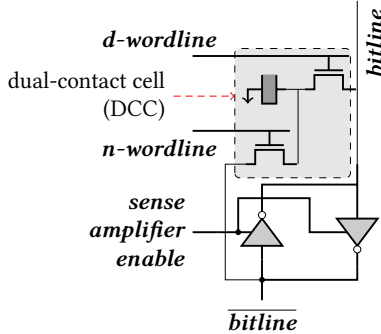 bitline
d-wordline
dual-contact cell
(DCC)
n-wordline
sense
amplifier
enable
bitline